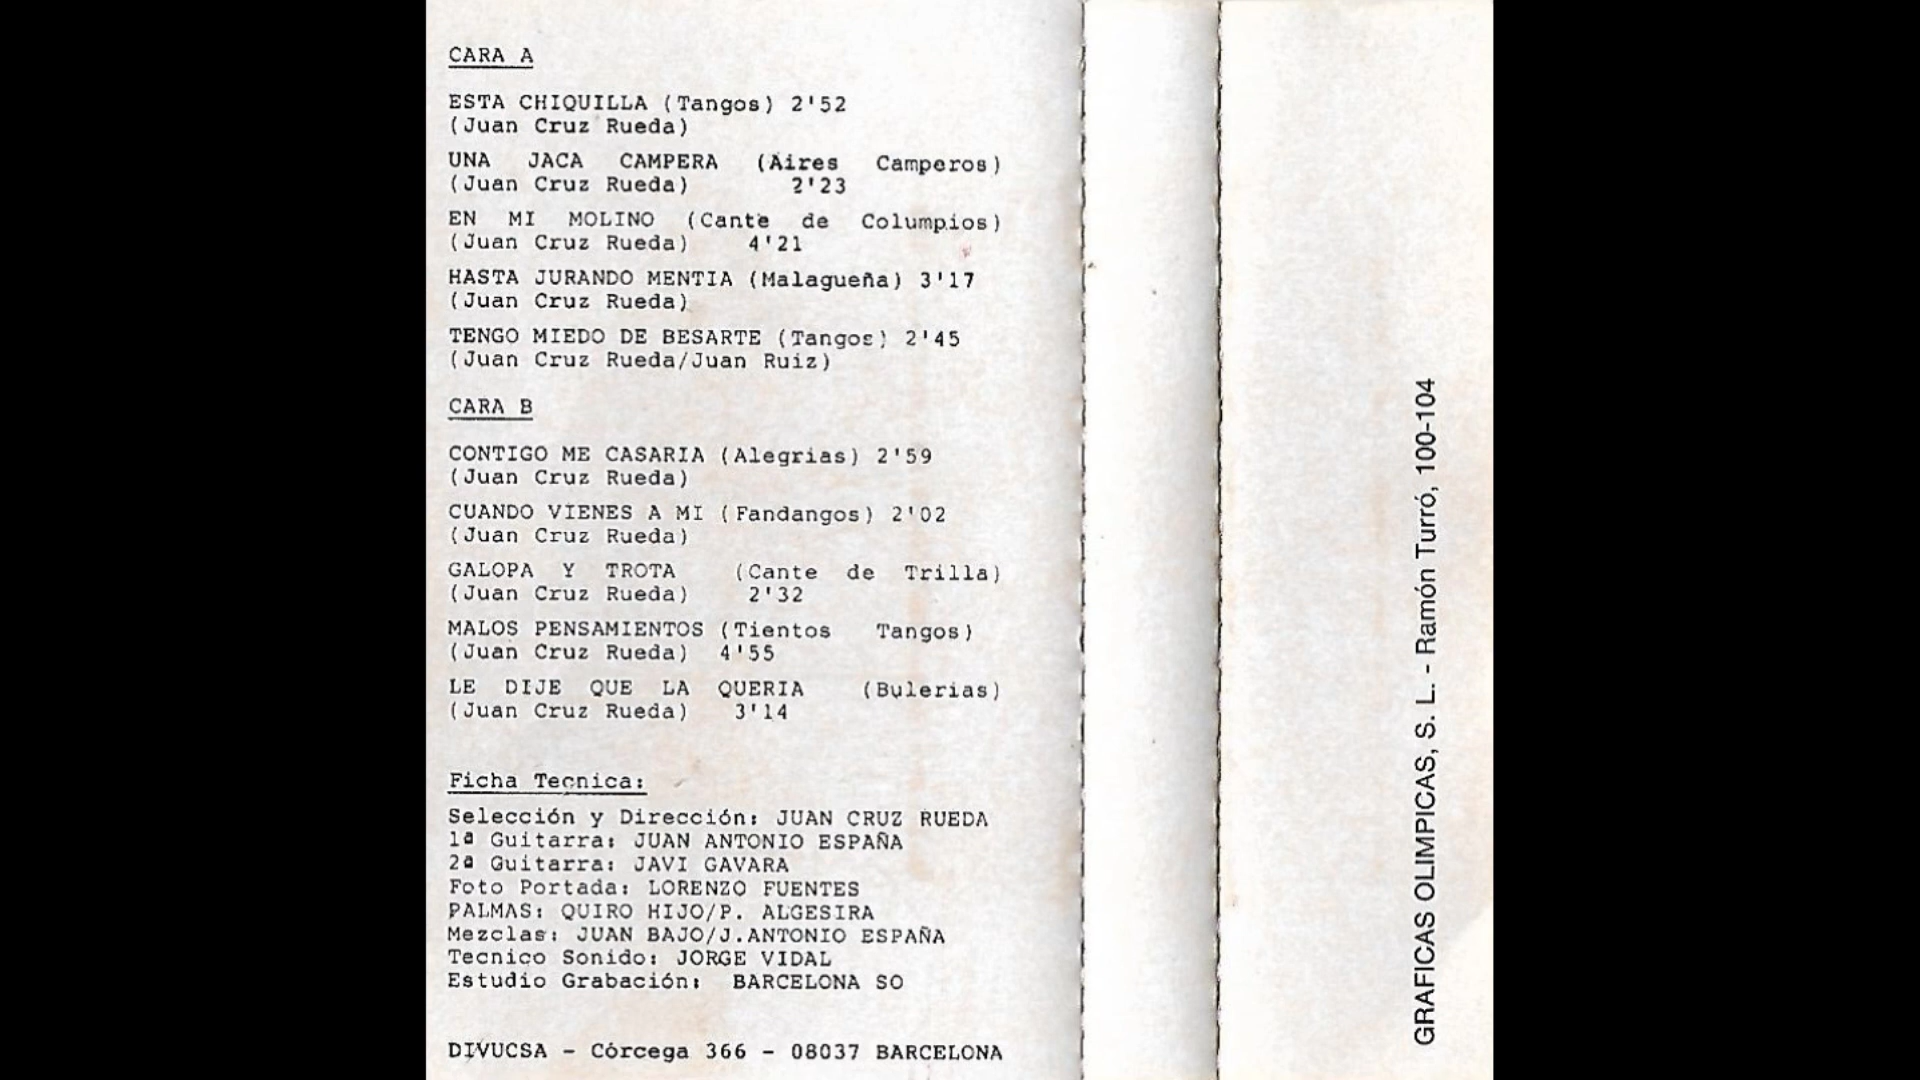 CARA A
ESTA CHIQUILLA (Tangos) 2'52
(Juan Cruz Rueda)
UNA JACA CAMPERA (Aires Camperos)
(Juan Cruz Rueda) 2'23
EN MI MOLINO (Cante de Columpios)
(Juan Cruz Rueda) 4'21
HASTA JURANDO MENTIA (Malagueña) 3'17
(Juan Cruz Rueda)
TENGO MIEDO DE BESARTE (Tangos) 2'45
(Juan Cruz Rueda/Juan Ruiz)
CARA B
CONTIGO ME CASARIA (Alegrias) 2'59
(Juan Cruz Rueda)
CUANDO VIENES A MI (Fandangos) 2'02
(Juan Cruz Rueda)
GALOPA Y TROTA (Cante de Trilla)
(Juan Cruz Rueda) 2'32
MALOS PENSAMIENTOS (Tientos Tangos)
(Juan Cruz Rueda) 4'55
LE DIJE QUE LA QUERIA (Bulerias)
(Juan Cruz Rueda) 3'14
Ficha Tecnica:
Selección y Dirección: JUAN CRUZ RUEDA
1ª Guitarra: JUAN ANTONIO ESPAÑA
2ª Guitarra: JAVI GAVARA
Foto Portada: LORENZO FUENTES
PALMAS: QUIRO HIJO/P. ALGESIRA
Mezclas: JUAN BAJO/J.ANTONIO ESPAÑA
Tecnico Sonido: JORGE VIDAL
Estudio Grabación: BARCELONA SO
DIVUCSA - Córcega 366 - 08037 BARCELONA
GRAFICAS OLIMPICAS, S. L. - Ramón Turró, 100-104